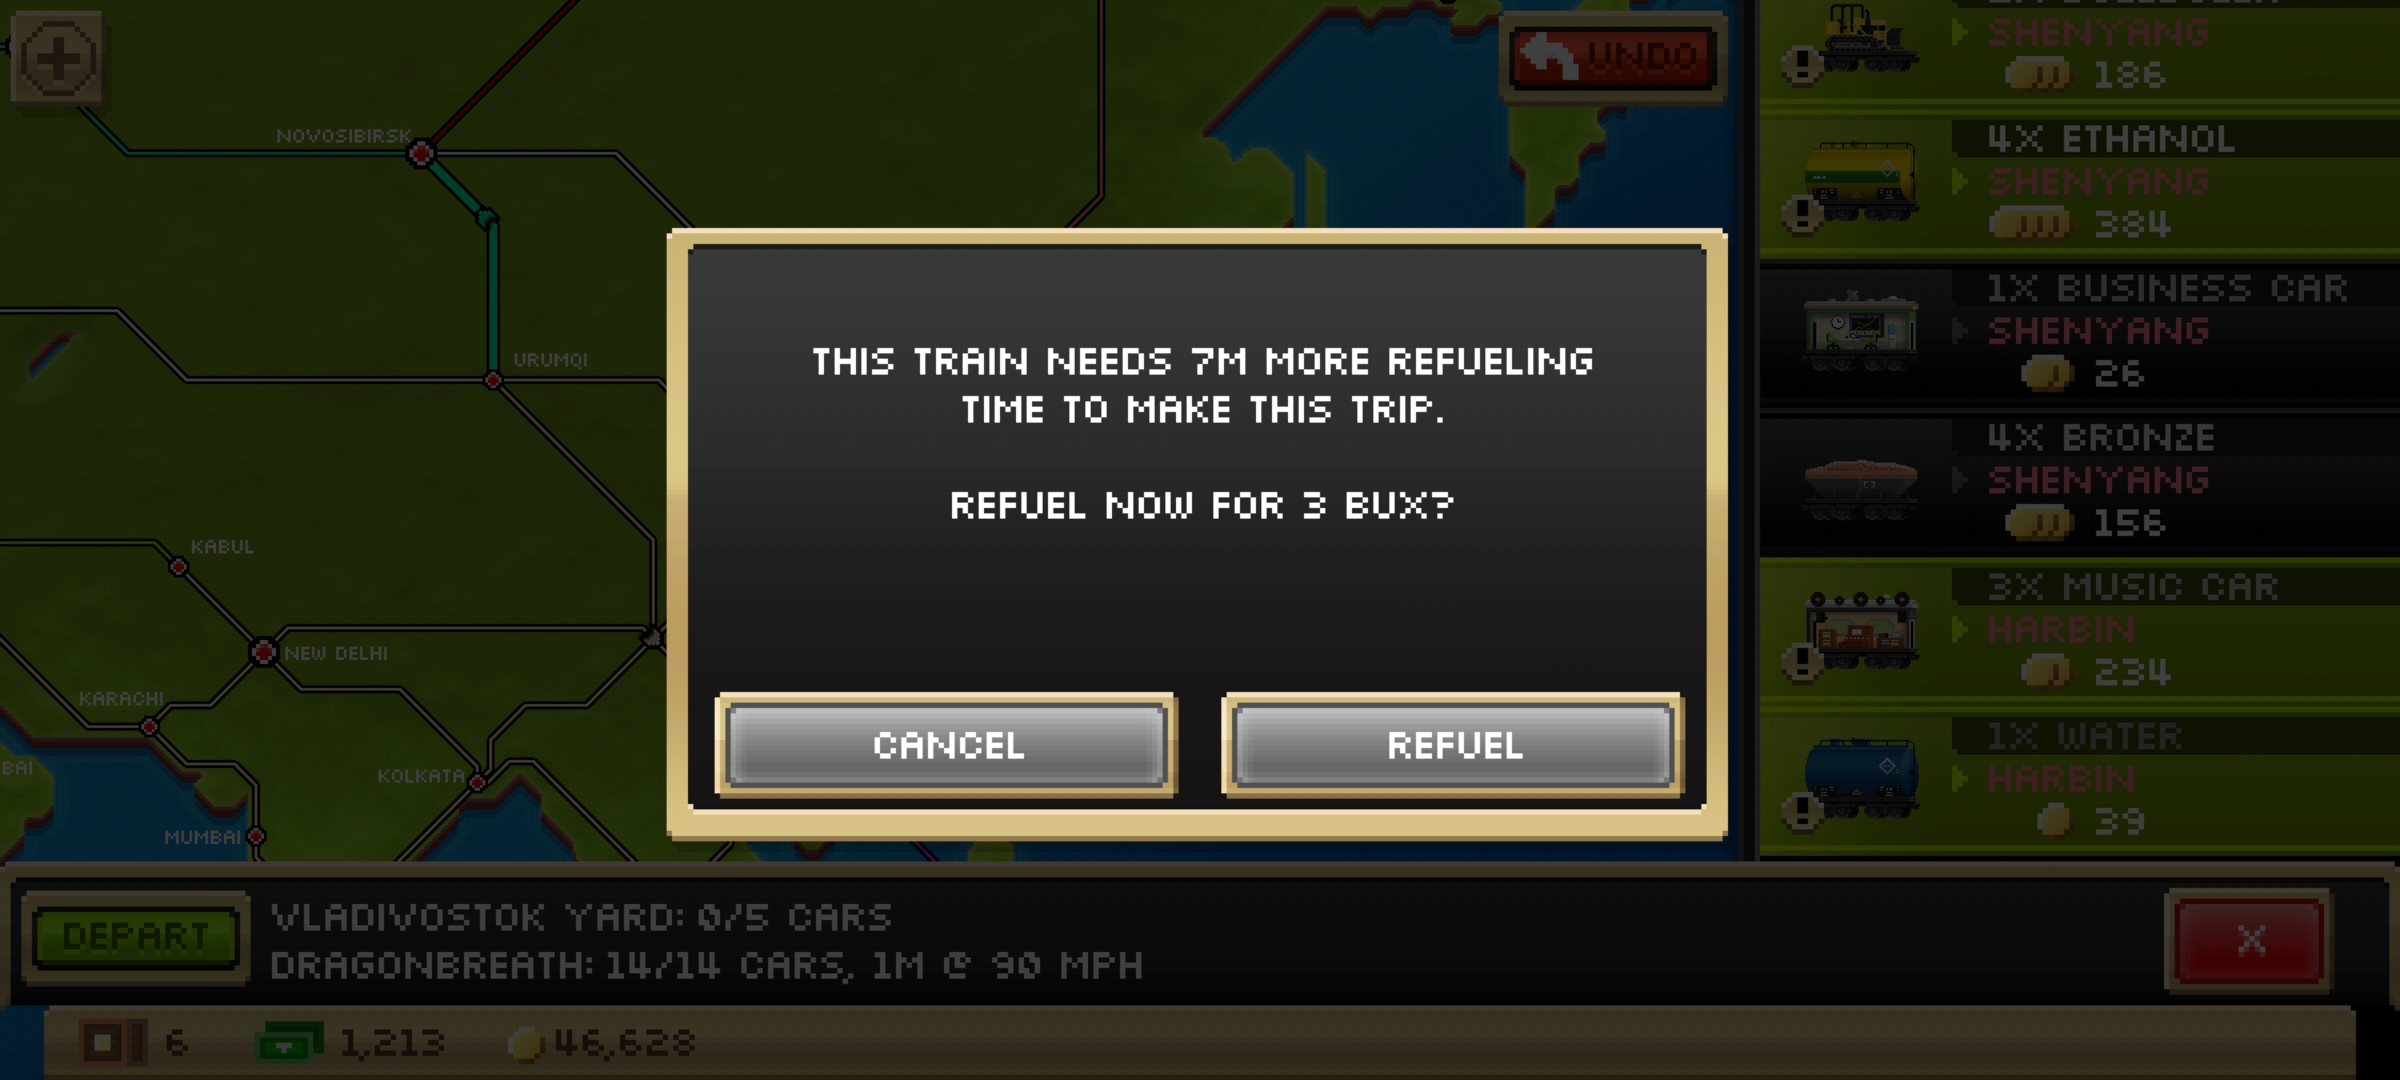 UNDO
NOVOSIBIRSK
URUMQI
KABUL
NEW DELHI
KARACHI
BAI
KOLKATA
MUMBAI
SHENYANG
186
4X ETHANOL
SHENYANG
384
1X BUSINESS CAR
SHENYANG
26
4X BRONZE
SHENYANG
156
3X MUSIC CAR
HARBIN
234
1X WATER
HARBIN
39
THIS TRAIN NEEDS 7M MORE REFUELING
TIME TO MAKE THIS TRIP.
REFUEL NOW FOR 3 BUX?
CANCEL
REFUEL
DEPART
VLADIVOSTOK YARD: 0/5 CARS
DRAGONBREATH: 14/14 CARS, 1M @ 90 MPH
X
6
1,213
46,628